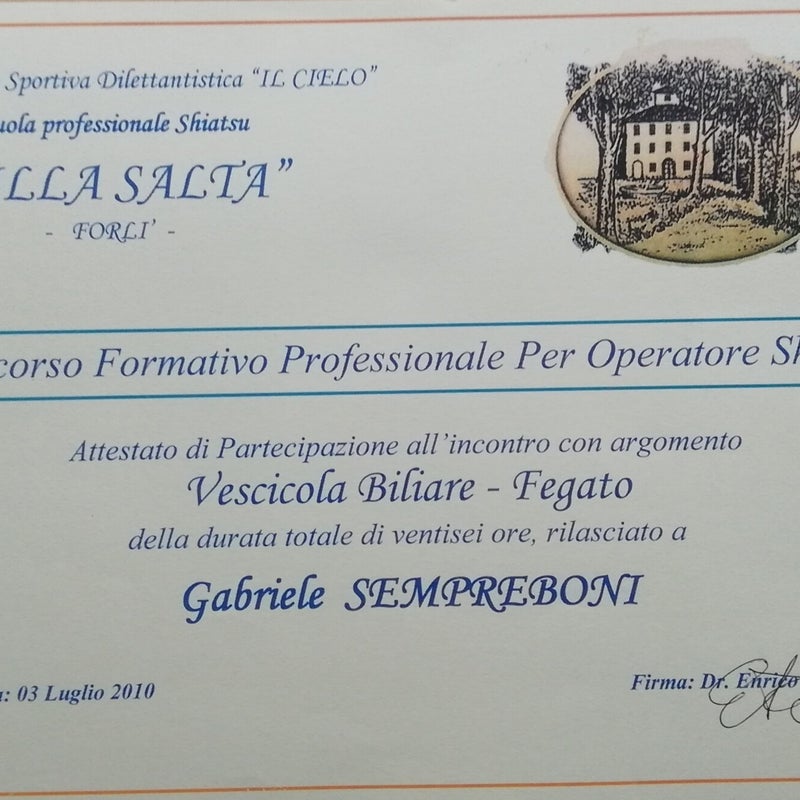 Sportiva Dilettantistica “IL CIELO”
uola professionale Shiatsu
ILLA SALTA”
- FORLI’ -
corso Formativo Professionale Per Operatore Sh
Attestato di Partecipazione all’incontro con argomento
Vescicola Biliare - Fegato
della durata totale di ventisei ore, rilasciato a
Gabriele SEMPREBONI
a: 03 Luglio 2010
Firma: Dr. Enrico